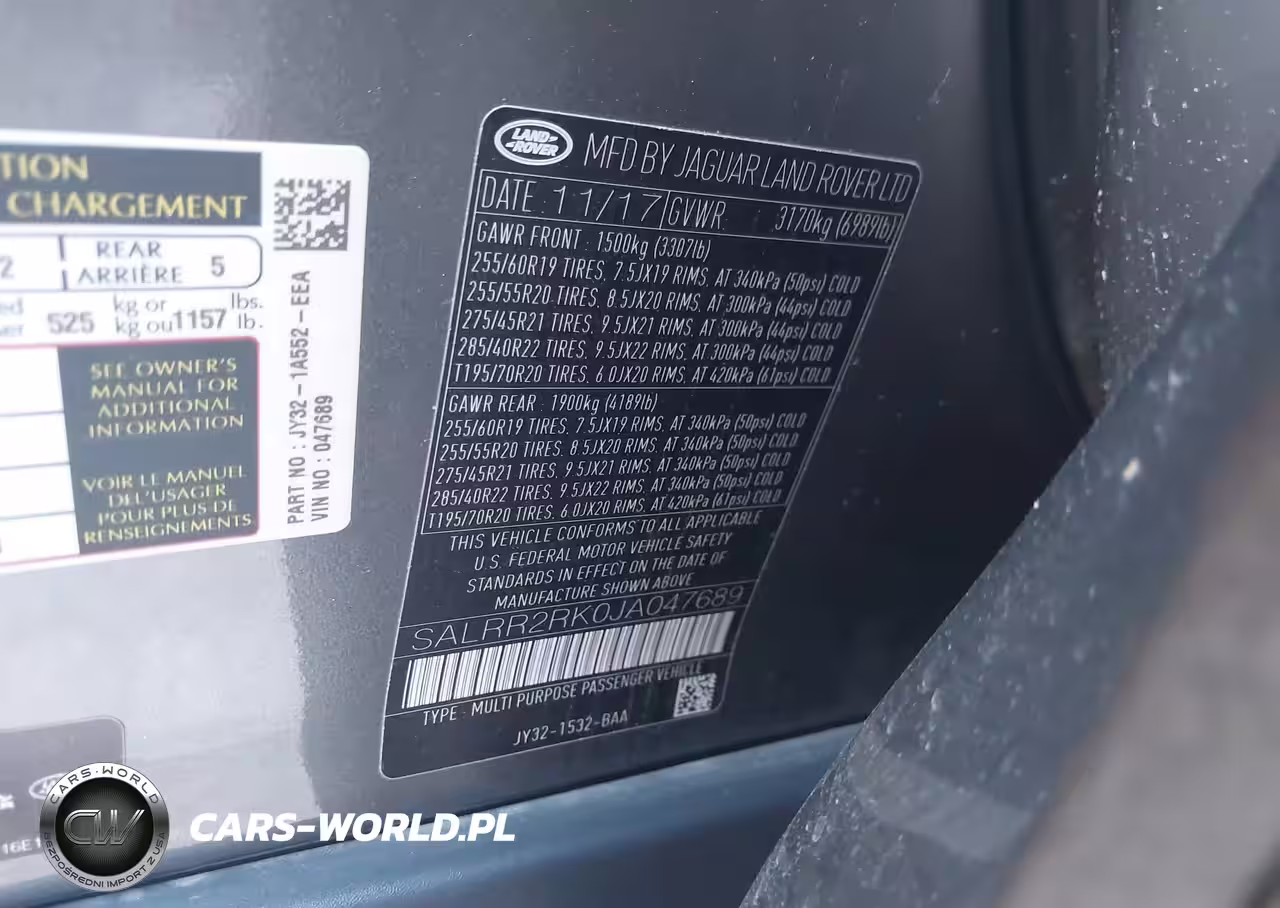 TION
CHARGEMENT
2
REAR
ARRIÈRE 5
kg or lbs.
525 kg ou 1157 lb.
SEE OWNER'S
MANUAL FOR
ADDITIONAL
INFORMATION
VOIR LE MANUEL
DEL'USAGER
POUR PLUS DE
RENSEIGNEMENTS
PART NO : JY32-1A552-EEA
VIN NO : 047689
LAND-
-ROVER
MFD BY JAGUAR LAND ROVER LTD
DATE : 11/17 GVWR: 3170kg (6989lb)
GAWR FRONT : 1500kg (3307lb)
255/60R19 TIRES, 7.5JX19 RIMS, AT 340kPa (50psi) COLD
255/55R20 TIRES, 8.5JX20 RIMS, AT 300kPa (44psi) COLD
275/45R21 TIRES, 9.5JX21 RIMS, AT 300kPa (44psi) COLD
285/40R22 TIRES, 9.5JX22 RIMS, AT 300kPa (44psi) COLD
T195/70R20 TIRES, 6.0JX20 RIMS, AT 420kPa (61psi) COLD
GAWR REAR : 1900kg (4189lb)
255/60R19 TIRES, 7.5JX19 RIMS, AT 340kPa (50psi) COLD
255/55R20 TIRES, 8.5JX20 RIMS, AT 340kPa (50psi) COLD
275/45R21 TIRES, 9.5JX21 RIMS, AT 340kPa (50psi) COLD
285/40R22 TIRES, 9.5JX22 RIMS, AT 340kPa (50psi) COLD
T195/70R20 TIRES, 6.0JX20 RIMS, AT 420kPa (61psi) COLD
THIS VEHICLE CONFORMS TO ALL APPLICABLE
U.S. FEDERAL MOTOR VEHICLE SAFETY
STANDARDS IN EFFECT ON THE DATE OF
MANUFACTURE SHOWN ABOVE
SALRR2RK0JA047689
TYPE : MULTI PURPOSE PASSENGER VEHICLE
JY32-1532-BAA
16E1
CARS-WORLD
CW
BEZPOŚREDNI IMPORT Z USA
CARS-WORLD.PL